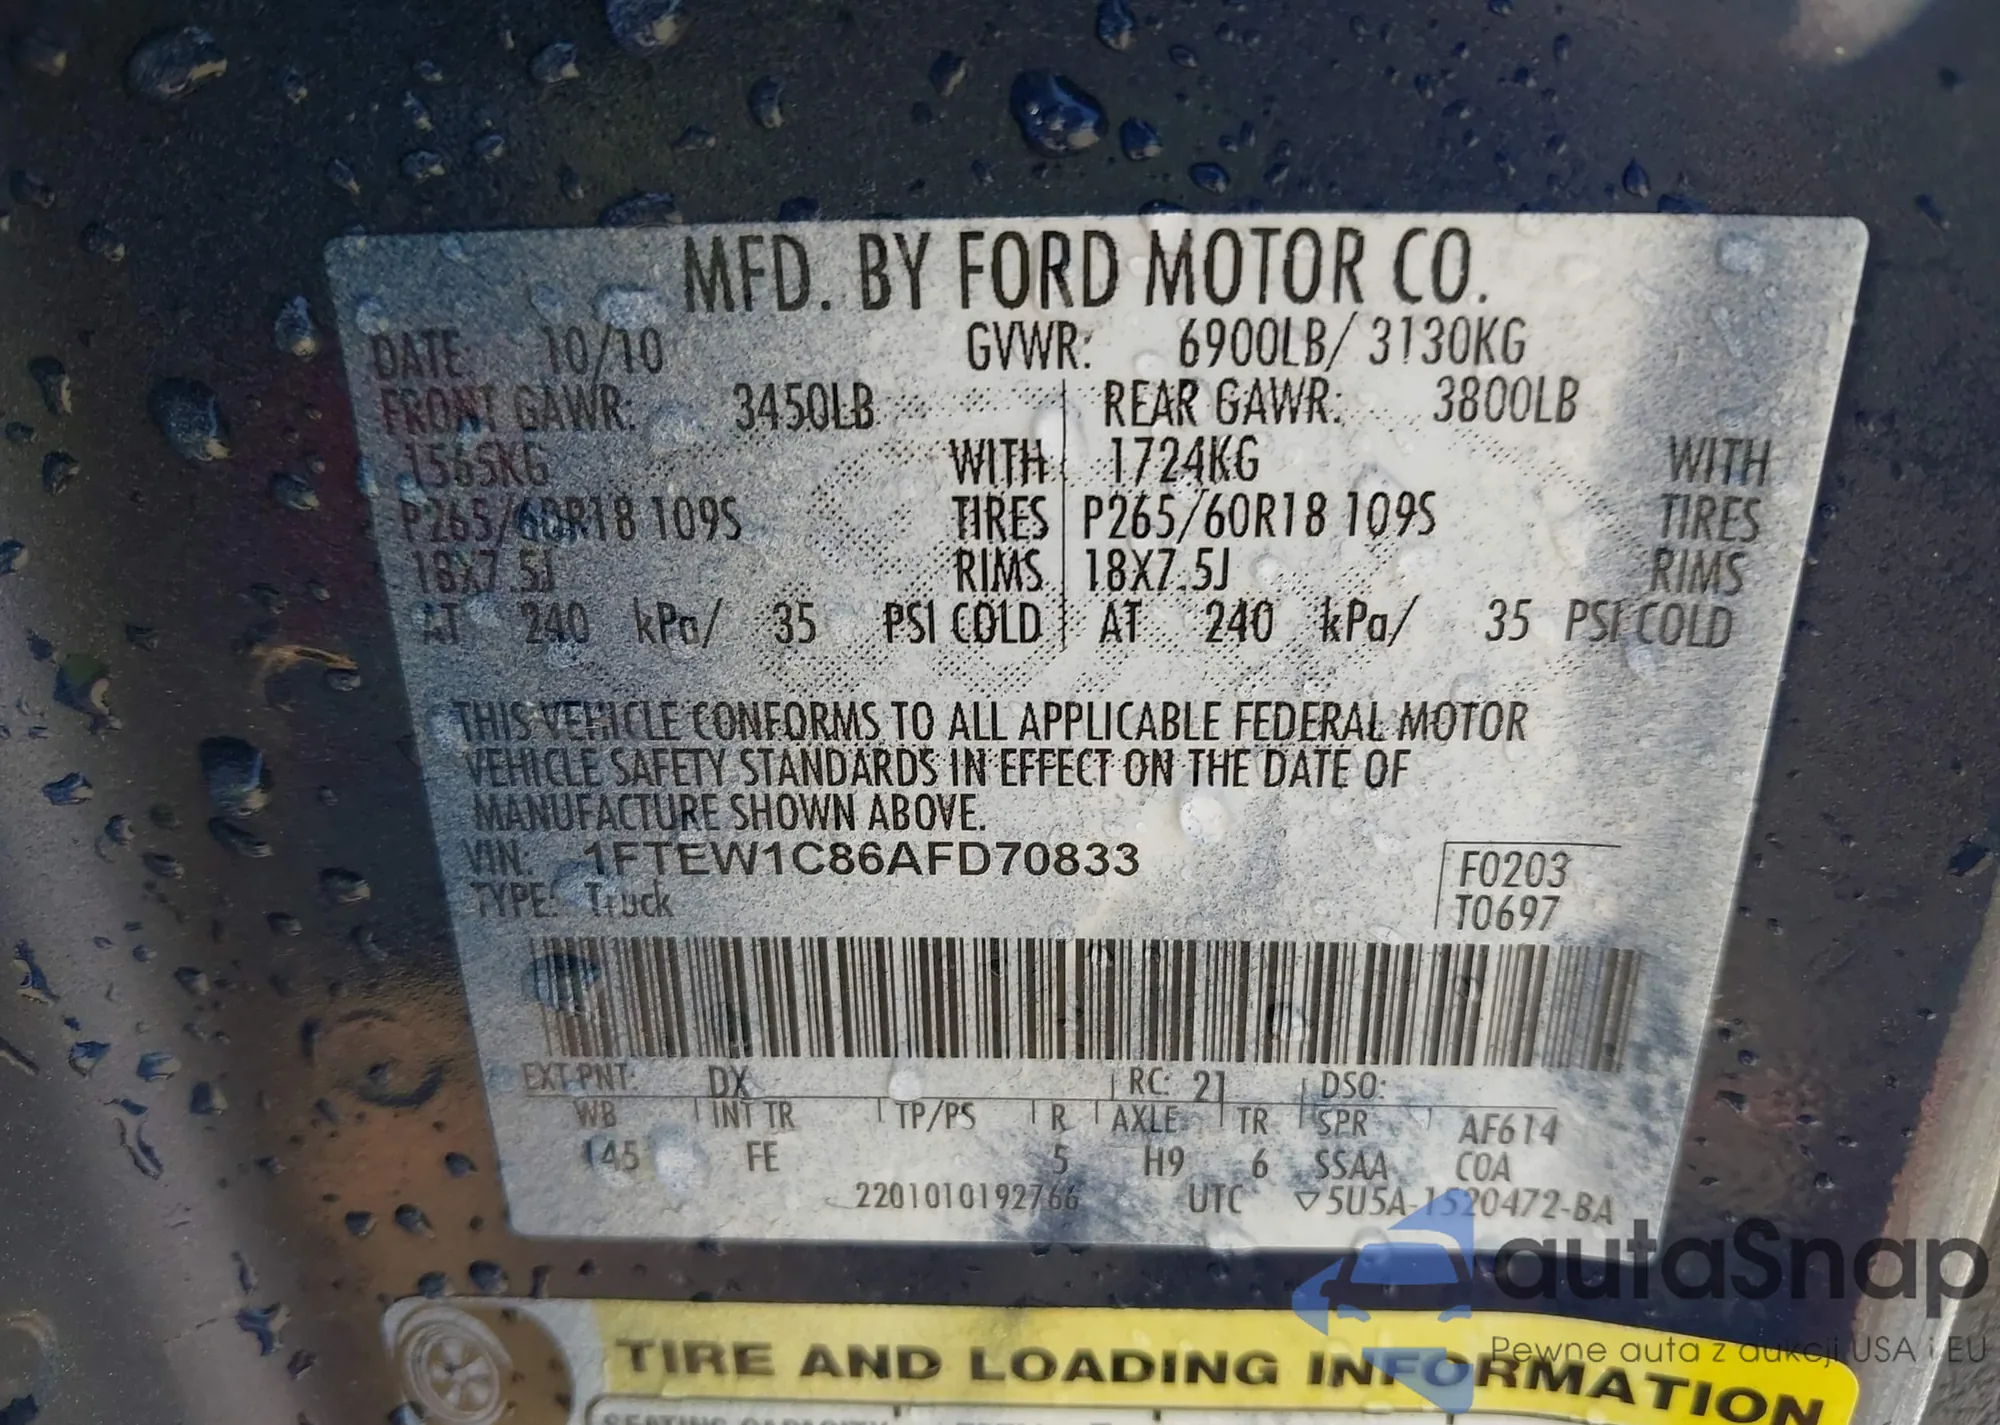 MFD. BY FORD MOTOR CO.
DATE: 10/10 GVWR: 6900LB/ 3130KG
FRONT GAWR: 3450LB REAR GAWR: 3800LB
1565KG WITH 1724KG WITH
P265/60R18 109S TIRES P265/60R18 109S TIRES
18X7.5J RIMS 18X7.5J RIMS
AT 240 kPa/ 35 PSI COLD AT 240 kPa/ 35 PSI COLD
THIS VEHICLE CONFORMS TO ALL APPLICABLE FEDERAL MOTOR
VEHICLE SAFETY STANDARDS IN EFFECT ON THE DATE OF
MANUFACTURE SHOWN ABOVE.
VIN: 1FTEW1C86AFD70833 F0203
TYPE: Truck T0697
EXT PNT: DX RC: 21 DSO:
WB INT TR TP/PS R AXLE TR SPR AF614
145 FE 5 H9 6 SSAA COA
2201010192766 UTC ▽5U5A-1520472-BA
autaSnap
Pewne auta z aukcji USA i EU
TIRE AND LOADING INFORMATION
SEATING CAPACITY